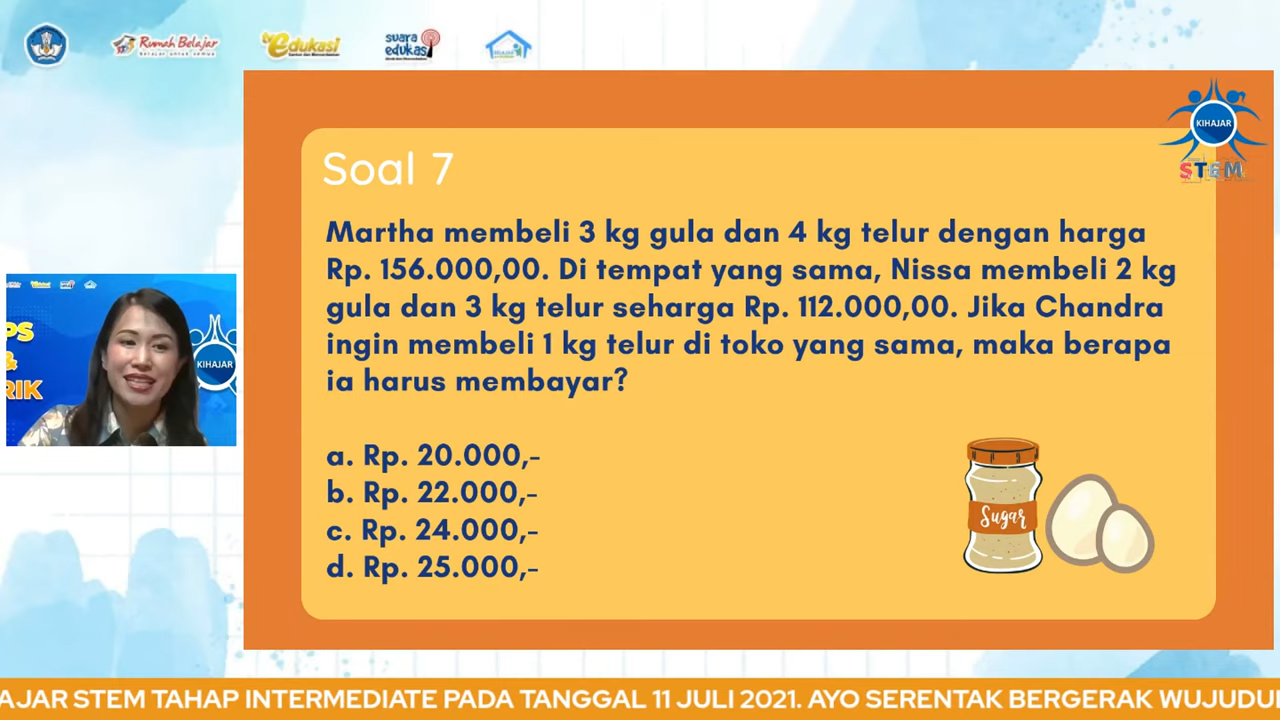 Rumah Belajar
Edukasi
suara
edukasi
KIHAJAR
STEM
Soal 7
Martha membeli 3 kg gula dan 4 kg telur dengan harga
Rp. 156.000,00. Di tempat yang sama, Nissa membeli 2 kg
gula dan 3 kg telur seharga Rp. 112.000,00. Jika Chandra
ingin membeli 1 kg telur di toko yang sama, maka berapa
ia harus membayar?
a. Rp. 20.000,-
b. Rp. 22.000,-
c. Rp. 24.000,-
d. Rp. 25.000,-
Sugar
PS
&
RIK
KIHAJAR
AJAR STEM TAHAP INTERMEDIATE PADA TANGGAL 11 JULI 2021. AYO SERENTAK BERGERAK WUJUDU